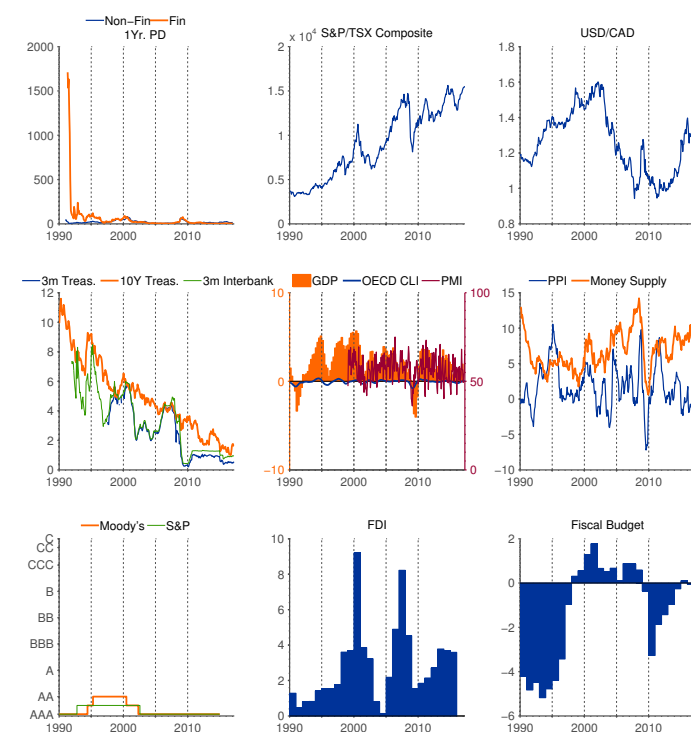 Non−Fin Fin
1Yr. PD
2000
1500
1000
500
0
1990 2000 2010
x 10^4 S&P/TSX Composite
2
1.5
1
0.5
0
1990 2000 2010
USD/CAD
1.8
1.6
1.4
1.2
1
0.8
1990 2000 2010
3m Treas. 10Y Treas. 3m Interbank
12
10
8
6
4
2
0
1990 2000 2010
GDP OECD CLI PMI
10
0
−10
100
50
0
1990 2000 2010
PPI Money Supply
15
10
5
0
−5
−10
1990 2000 2010
Moody's S&P
C
CC
CCC
B
BB
BBB
A
AA
AAA
1990 2000 2010
FDI
10
8
6
4
2
0
1990 2000 2010
Fiscal Budget
2
0
−2
−4
−6
1990 2000 2010